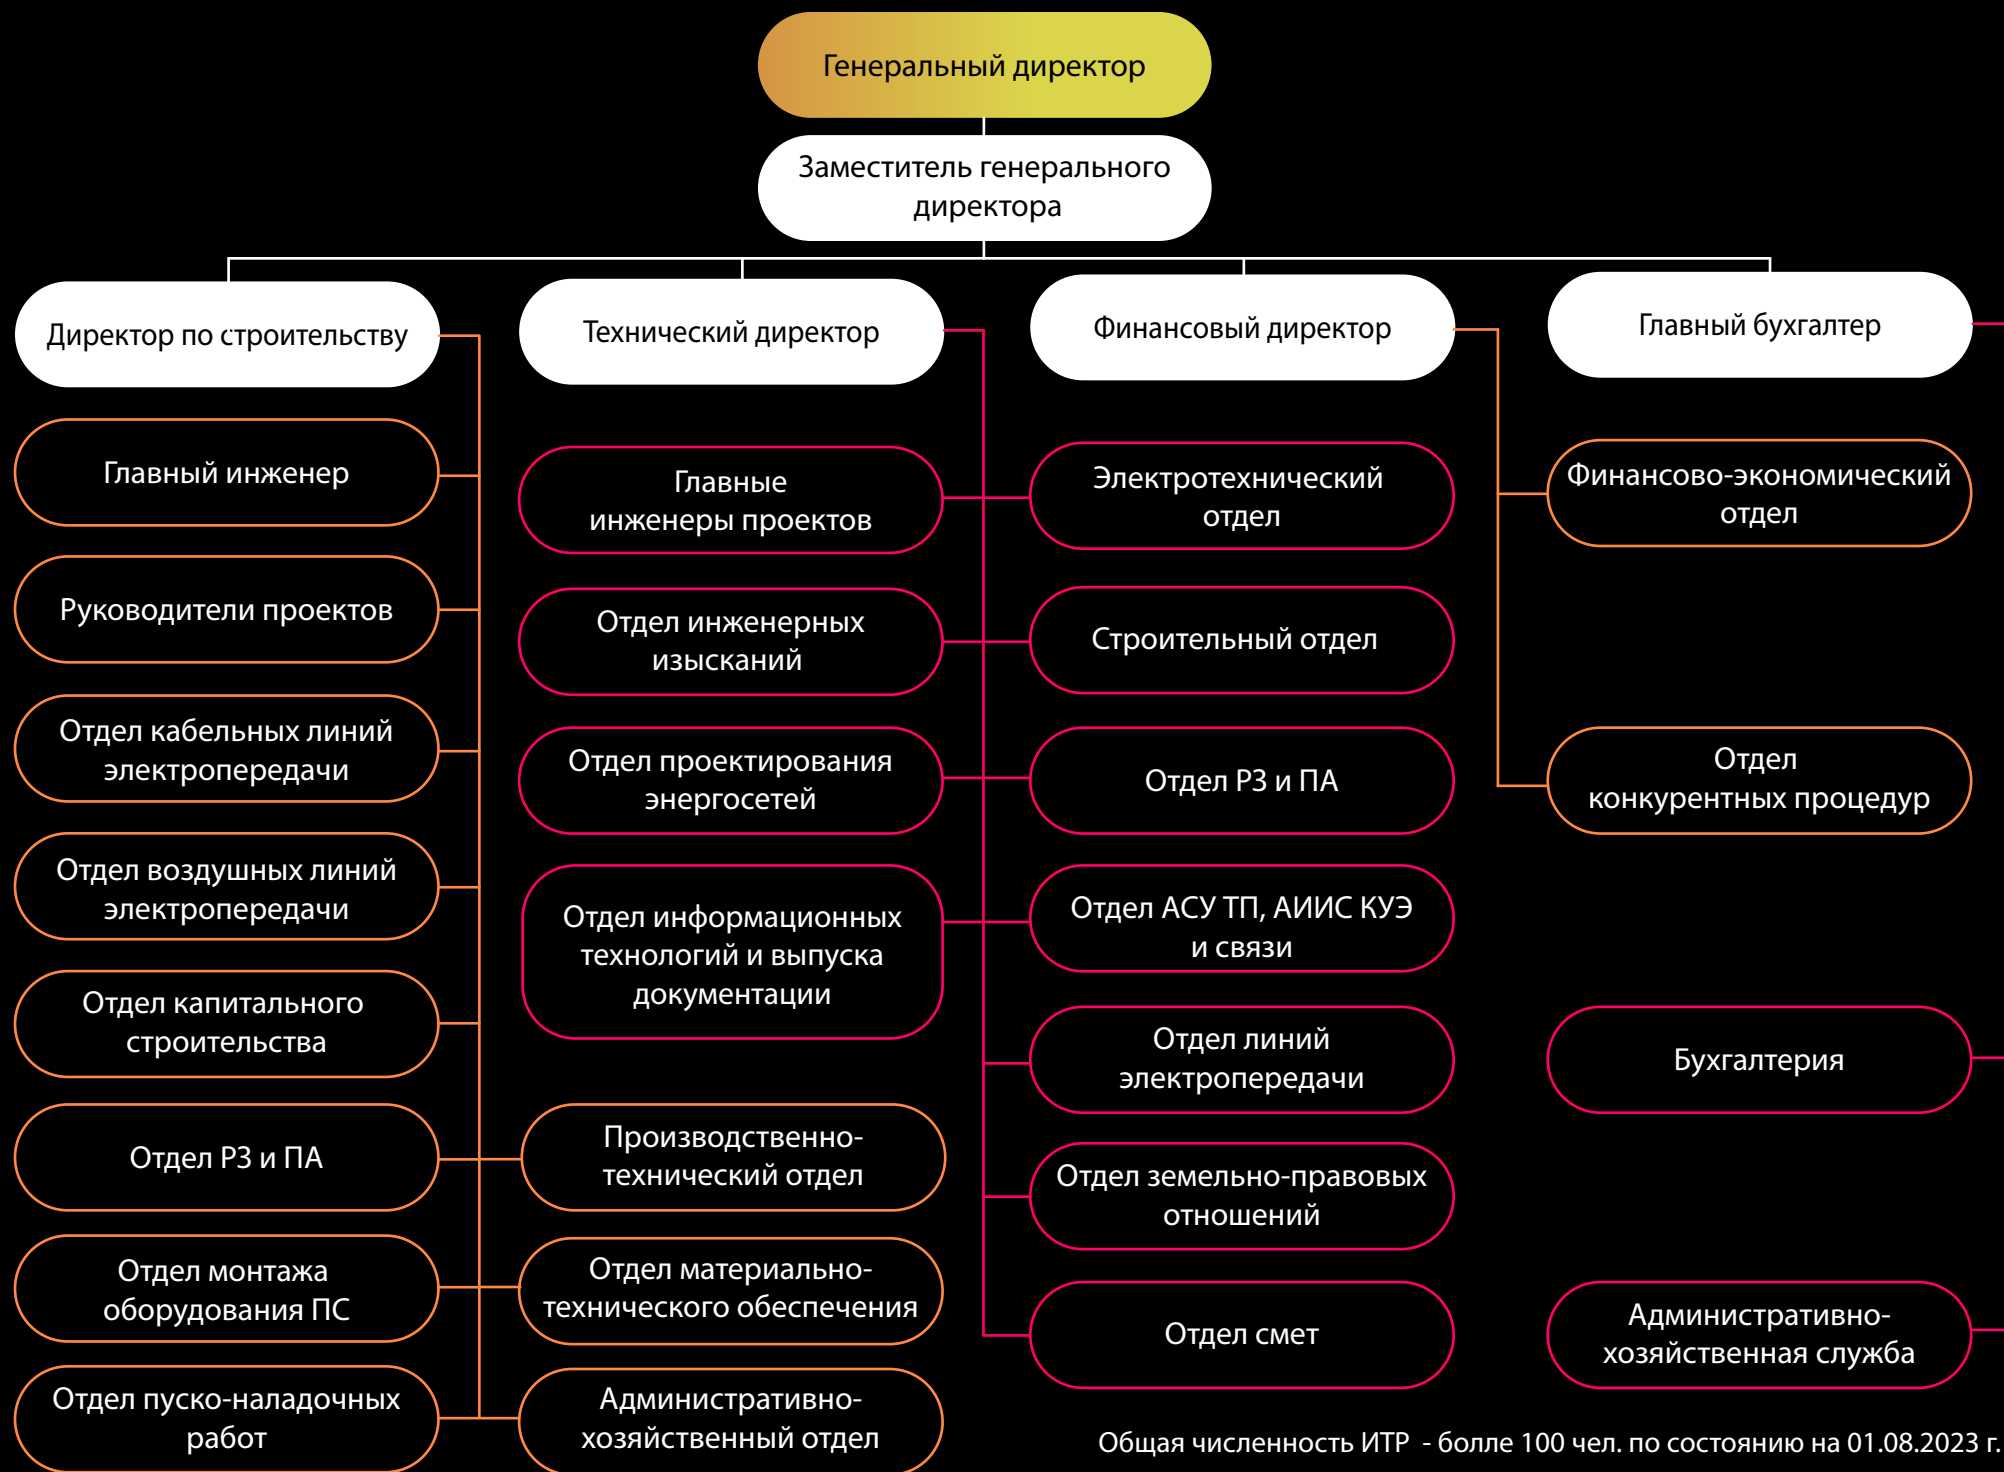 Генеральный директор
Заместитель генерального
директора
Директор по строительству
Технический директор
Финансовый директор
Главный бухгалтер
Главный инженер
Руководители проектов
Отдел кабельных линий
электропередачи
Отдел воздушных линий
электропередачи
Отдел капитального
строительства
Отдел РЗ и ПА
Отдел монтажа
оборудования ПС
Отдел пуско-наладочных
работ
Главные
инженеры проектов
Отдел инженерных
изысканий
Отдел проектирования
энергосетей
Отдел информационных
технологий и выпуска
документации
Производственно-
технический отдел
Отдел материально-
технического обеспечения
Административно-
хозяйственный отдел
Электротехнический
отдел
Строительный отдел
Отдел РЗ и ПА
Отдел АСУ ТП, АИИС КУЭ
и связи
Отдел линий
электропередачи
Отдел земельно-правовых
отношений
Отдел смет
Финансово-экономический
отдел
Отдел
конкурентных процедур
Бухгалтерия
Административно-
хозяйственная служба
Общая численность ИТР - болле 100 чел. по состоянию на 01.08.2023 г.